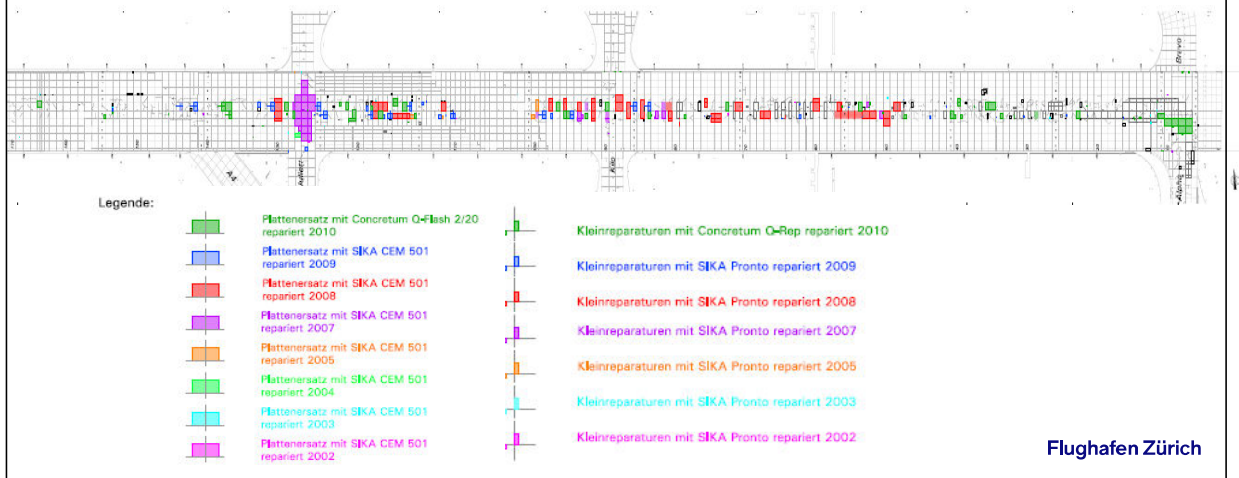 Bravo
A4
Juliett
Kilo
Alpha
Legende:
Plattenersatz mit Concretum Q-Flash 2/20
repariert 2010
Plattenersatz mit SIKA CEM 501
repariert 2009
Plattenersatz mit SIKA CEM 501
repariert 2008
Plattenersatz mit SIKA CEM 501
repariert 2007
Plattenersatz mit SIKA CEM 501
repariert 2005
Plattenersatz mit SIKA CEM 501
repariert 2004
Plattenersatz mit SIKA CEM 501
repariert 2003
Plattenersatz mit SIKA CEM 501
repariert 2002
Kleinreparaturen mit Concretum Q-Rep repariert 2010
Kleinreparaturen mit SIKA Pronto repariert 2009
Kleinreparaturen mit SIKA Pronto repariert 2008
Kleinreparaturen mit SIKA Pronto repariert 2007
Kleinreparaturen mit SIKA Pronto repariert 2005
Kleinreparaturen mit SIKA Pronto repariert 2003
Kleinreparaturen mit SIKA Pronto repariert 2002
Flughafen Zürich